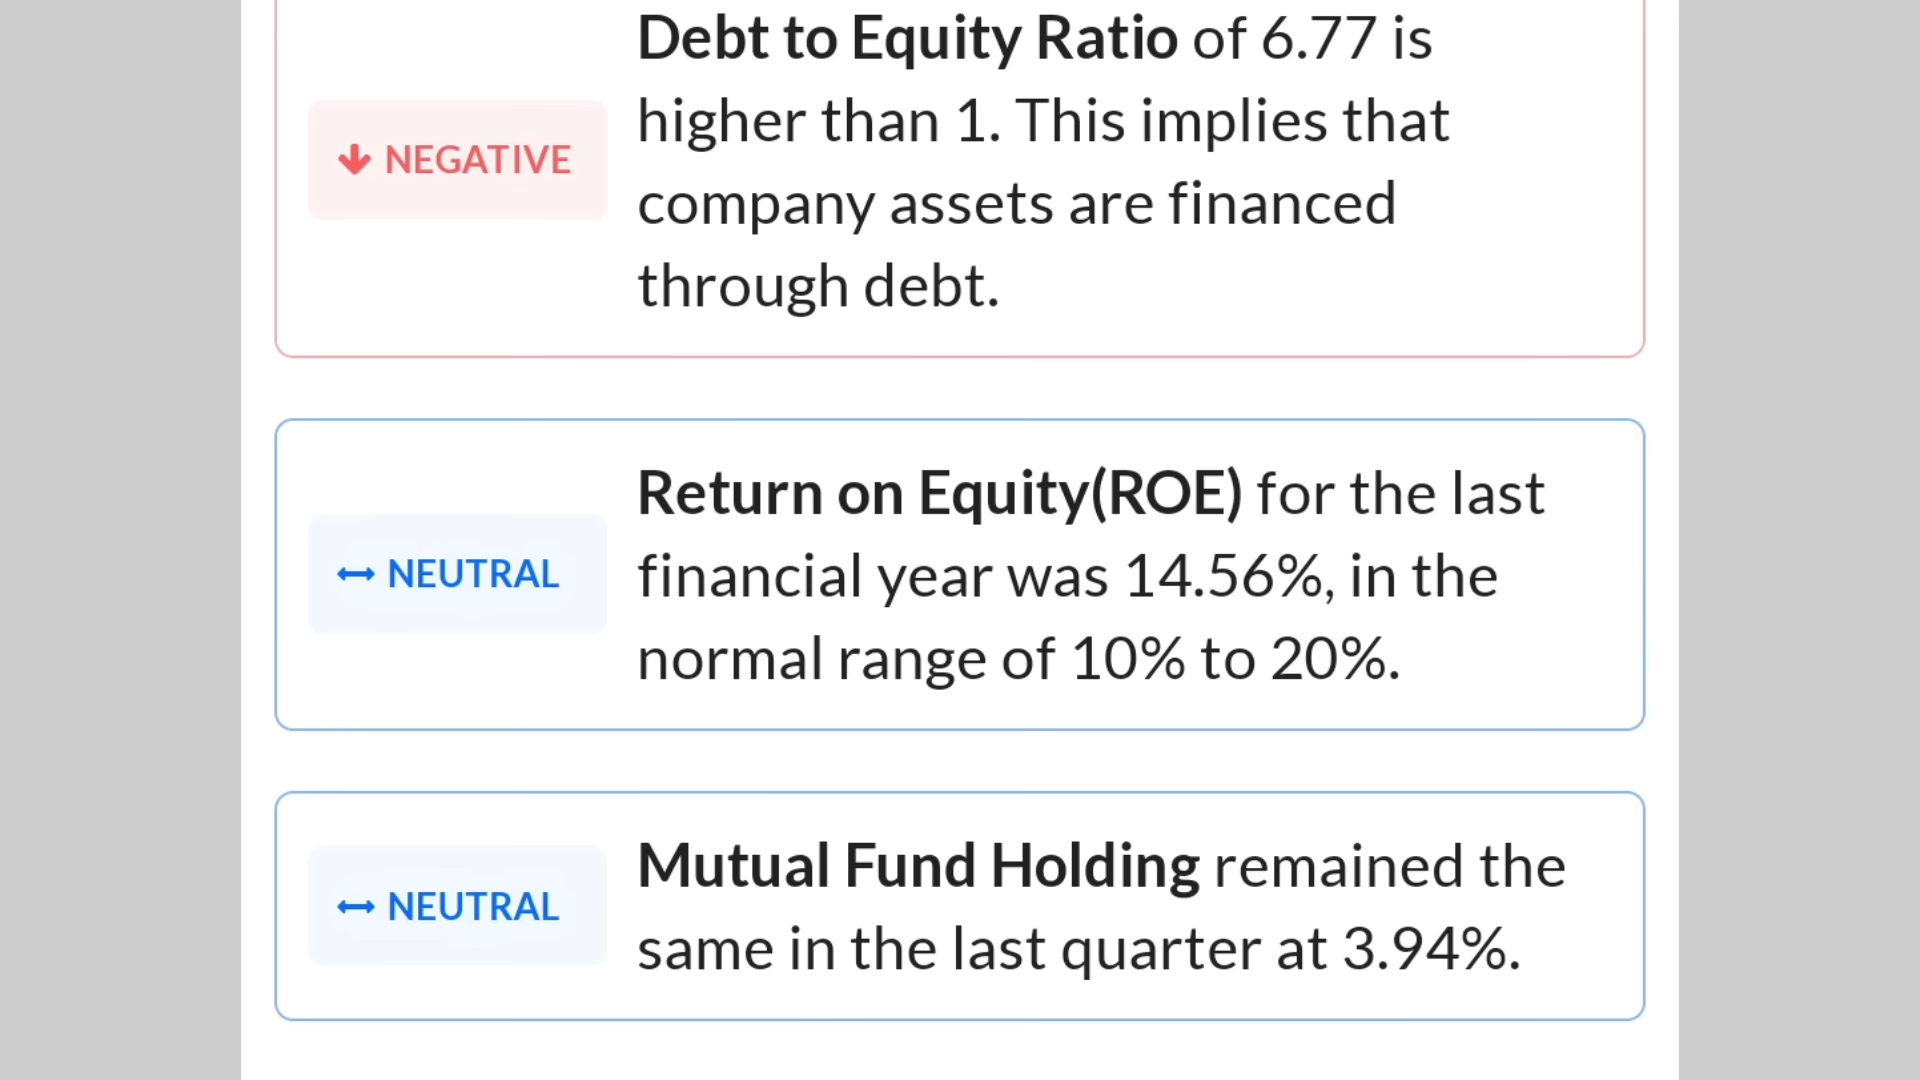 Debt to Equity Ratio of 6.77 is
higher than 1. This implies that
NEGATIVE
company assets are financed
through debt.
Return on Equity(ROE) for the last
NEUTRAL
financial year was 14.56%, in the
normal range of 10% to 20%.
Mutual Fund Holding remained the
NEUTRAL
same in the last quarter at 3.94%.